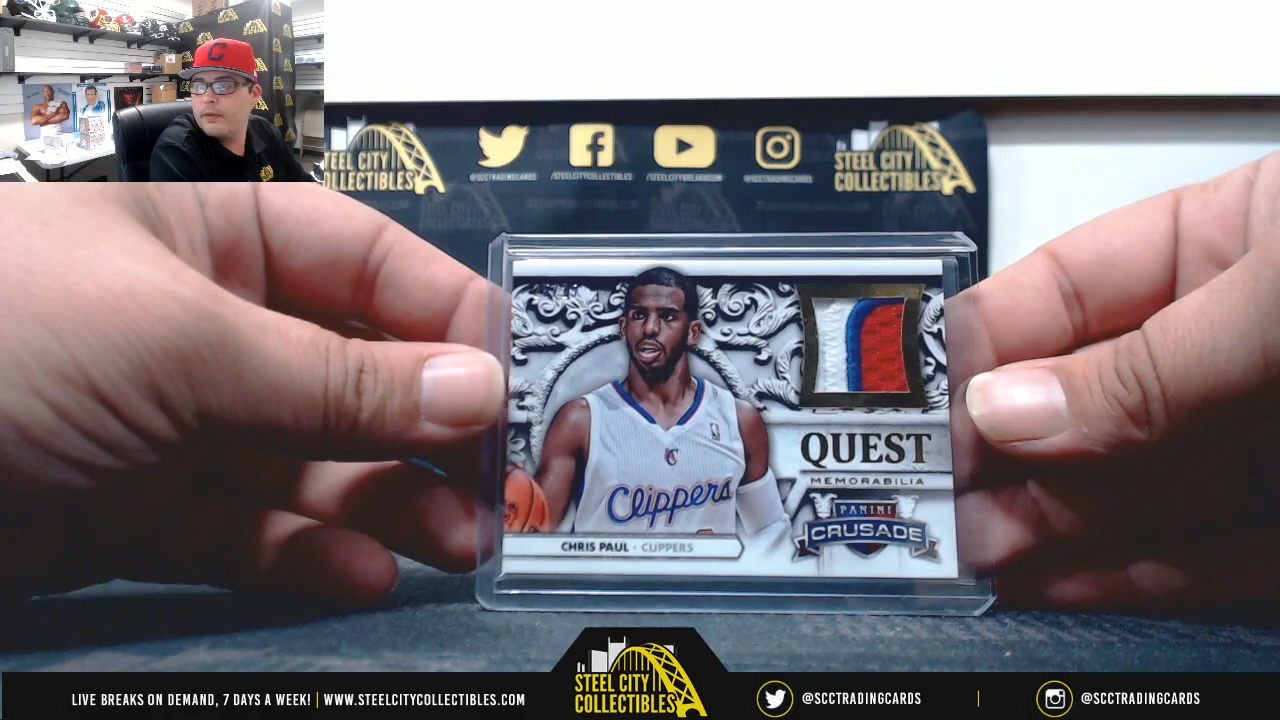 C
STEEL CITY
COLLECTIBLES
@SCCTRADINGCARDS
/STEELCITYCOLLECTIBLES
/STEELCITYBREAKROOM
@SCCTRADINGCARDS
STEEL CITY
COLLECTIBLES
QUEST
MEMORABILIA
PANINI
CRUSADE
Clippers
CHRIS PAUL · CLIPPERS
LIVE BREAKS ON DEMAND, 7 DAYS A WEEK! | WWW.STEELCITYCOLLECTIBLES.COM
STEEL CITY
COLLECTIBLES
@SCCTRADINGCARDS | @SCCTRADINGCARDS